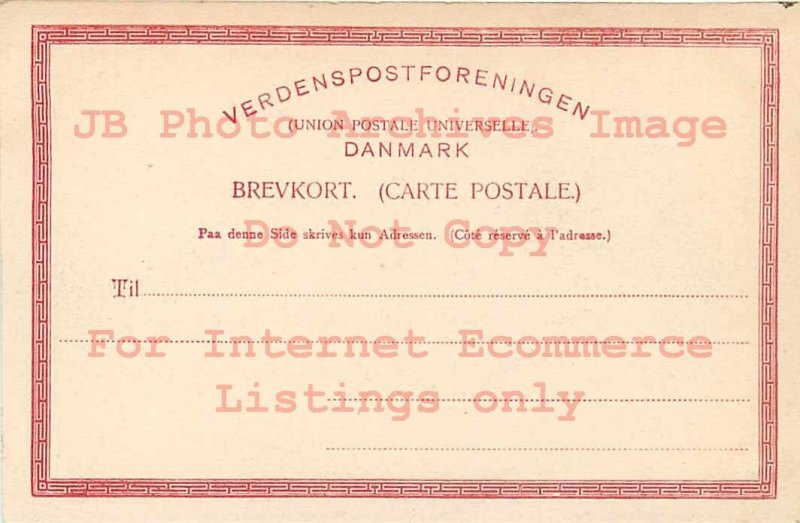 VERDENSPOSTFORENINGEN
JB Photo Archives Image
(UNION POSTALE UNIVERSELLE.)
DANMARK
BREVKORT. (CARTE POSTALE.)
Paa denne Side skrives kun Adressen. (Côté réservé à l'adresse.)
Do Not Copy
Til
For Internet Ecommerce
Listings only